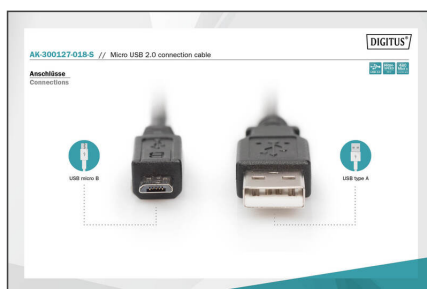 DIGITUS®
AK-300127-018-S // Micro USB 2.0 connection cable
Anschlüsse
Connections
USB micro B
USB type A